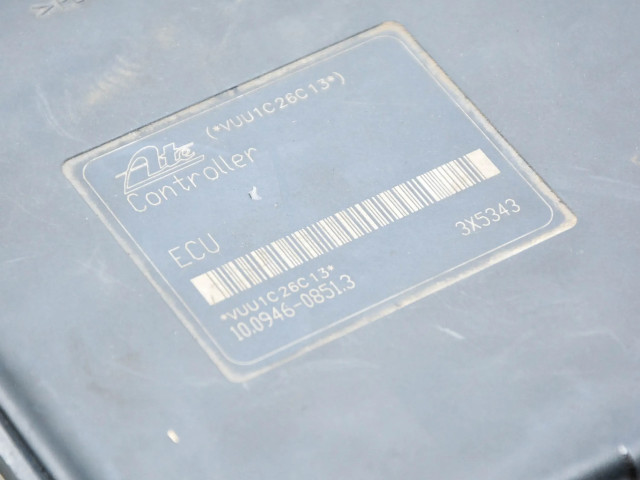 Ate (*VUU1C26C13*)
Controller
ECU
*VUU1C26C13*
10.0946-0851.3
3X5343